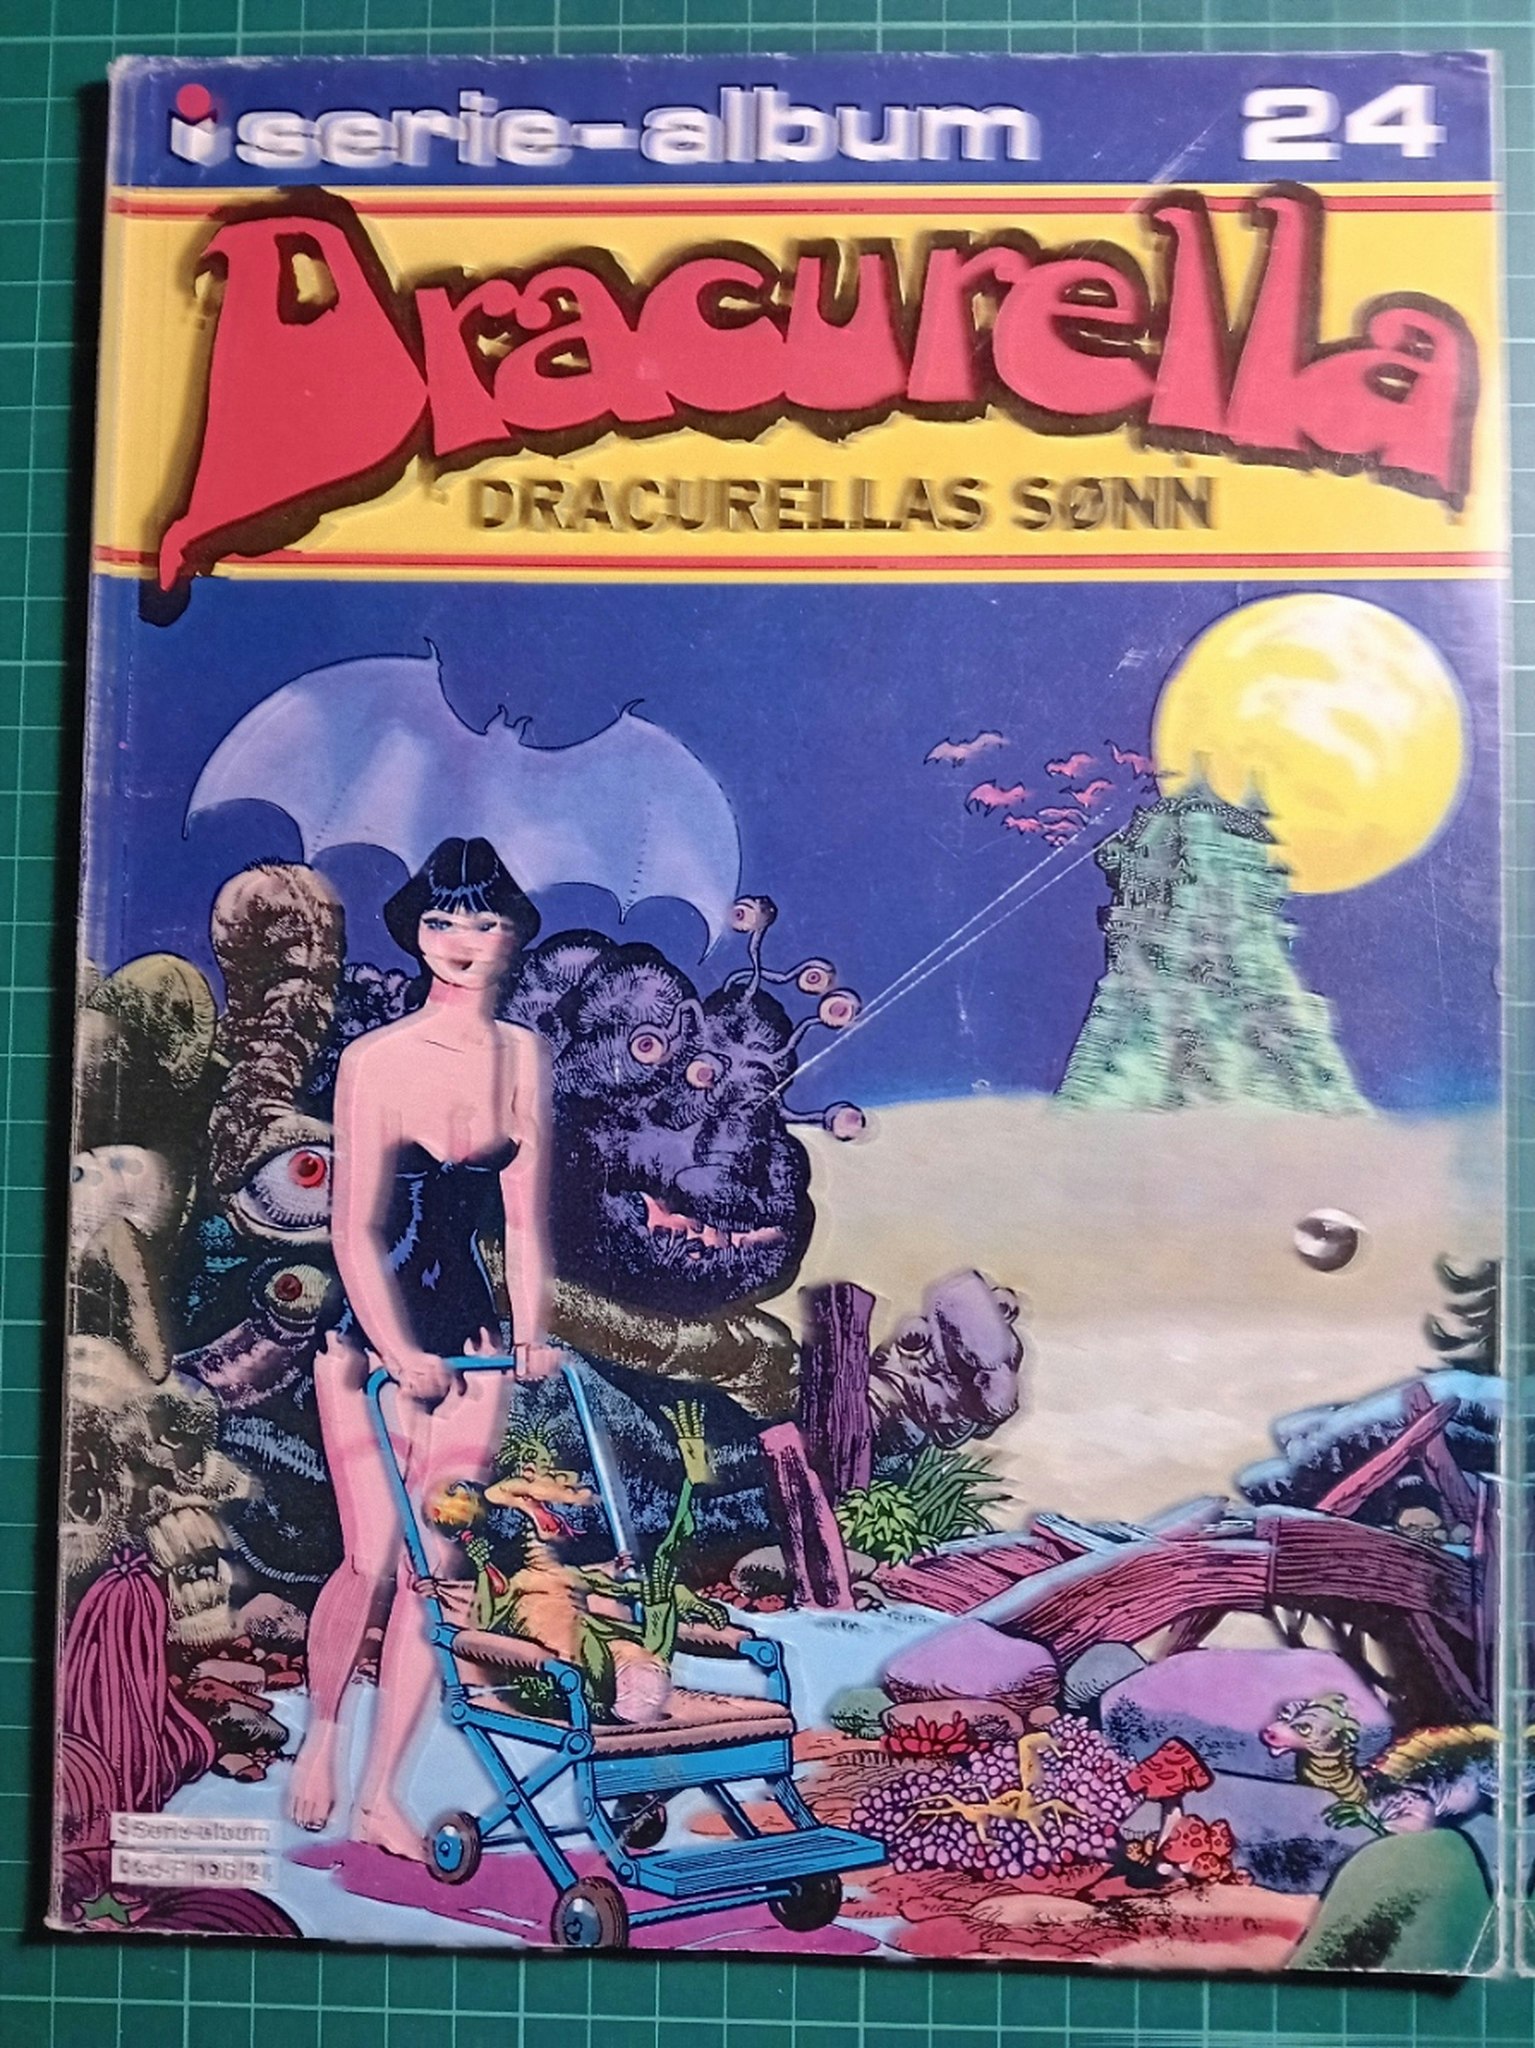 serie-album 24
Dracurella
DRACURELLAS SØNN
Serie-album